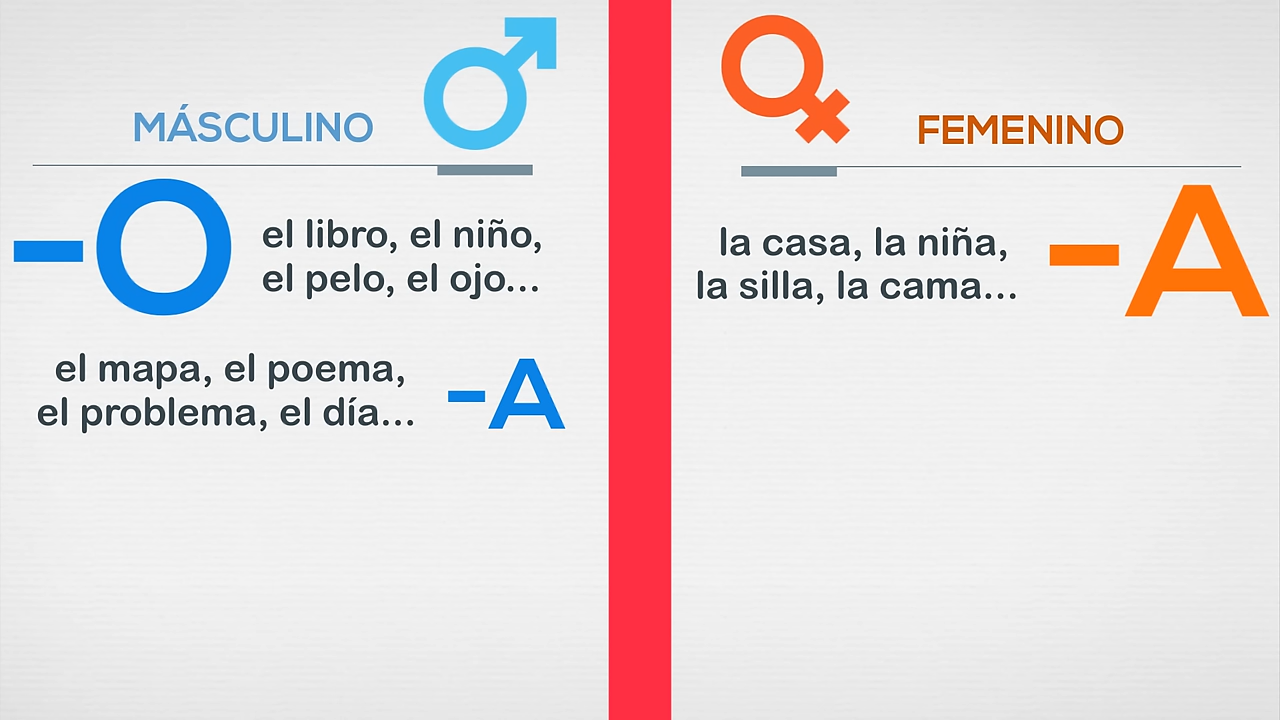 MÁSCULINO
-O
el libro, el niño,
el pelo, el ojo...
el mapa, el poema,
el problema, el día...
-A
FEMENINO
la casa, la niña,
la silla, la cama...
-A